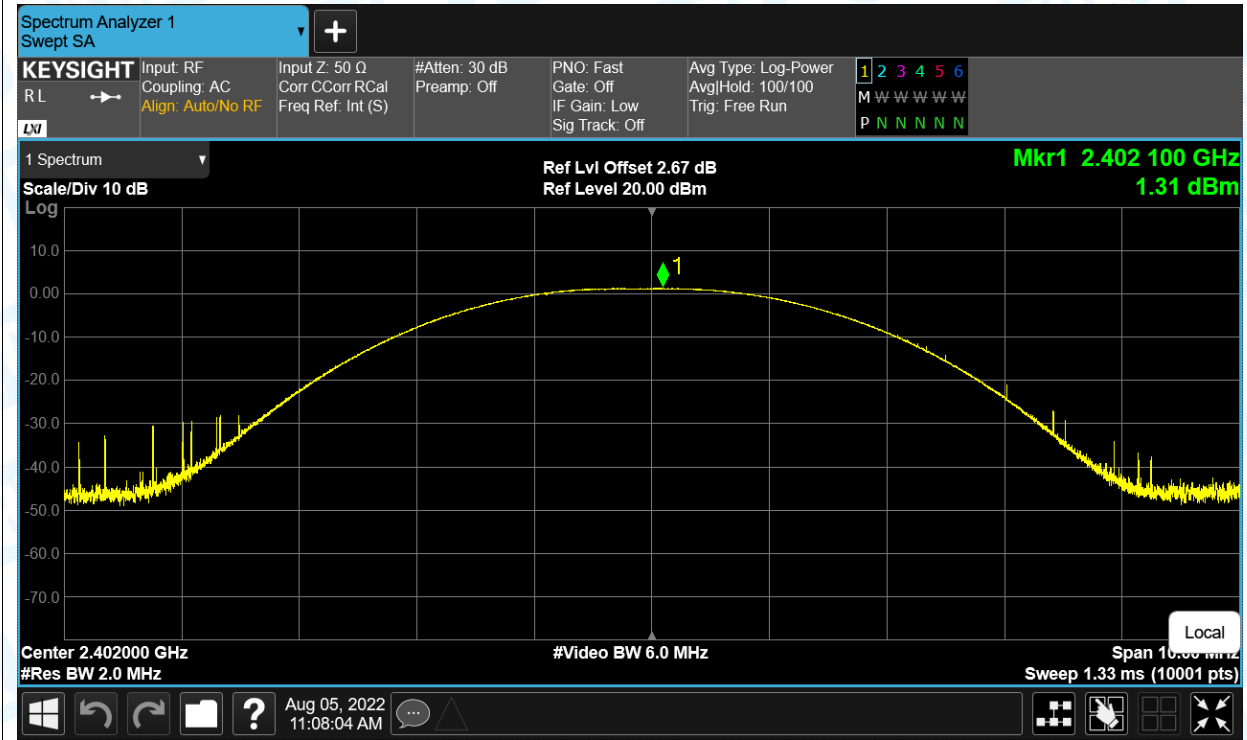 Spectrum Analyzer 1
Swept SA
+
KEYSIGHT
R L
LXI
Input: RF
Coupling: AC
Align: Auto/No RF
Input Z: 50 Ω
Corr CCorr RCal
Freq Ref: Int (S)
#Atten: 30 dB
Preamp: Off
PNO: Fast
Gate: Off
IF Gain: Low
Sig Track: Off
Avg Type: Log-Power
Avg|Hold: 100/100
Trig: Free Run
1 2 3 4 5 6
M W W W W W
P N N N N N
1 Spectrum
Scale/Div 10 dB
Ref Lvl Offset 2.67 dB
Ref Level 20.00 dBm
Mkr1 2.402 100 GHz
1.31 dBm
Log
1
10.0
0.00
-10.0
-20.0
-30.0
-40.0
-50.0
-60.0
-70.0
Local
Center 2.402000 GHz
#Video BW 6.0 MHz
Span 10.00 MHz
#Res BW 2.0 MHz
Sweep 1.33 ms (10001 pts)
?
Aug 05, 2022
11:08:04 AM